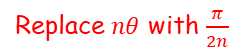 Replace nθ with π/2n